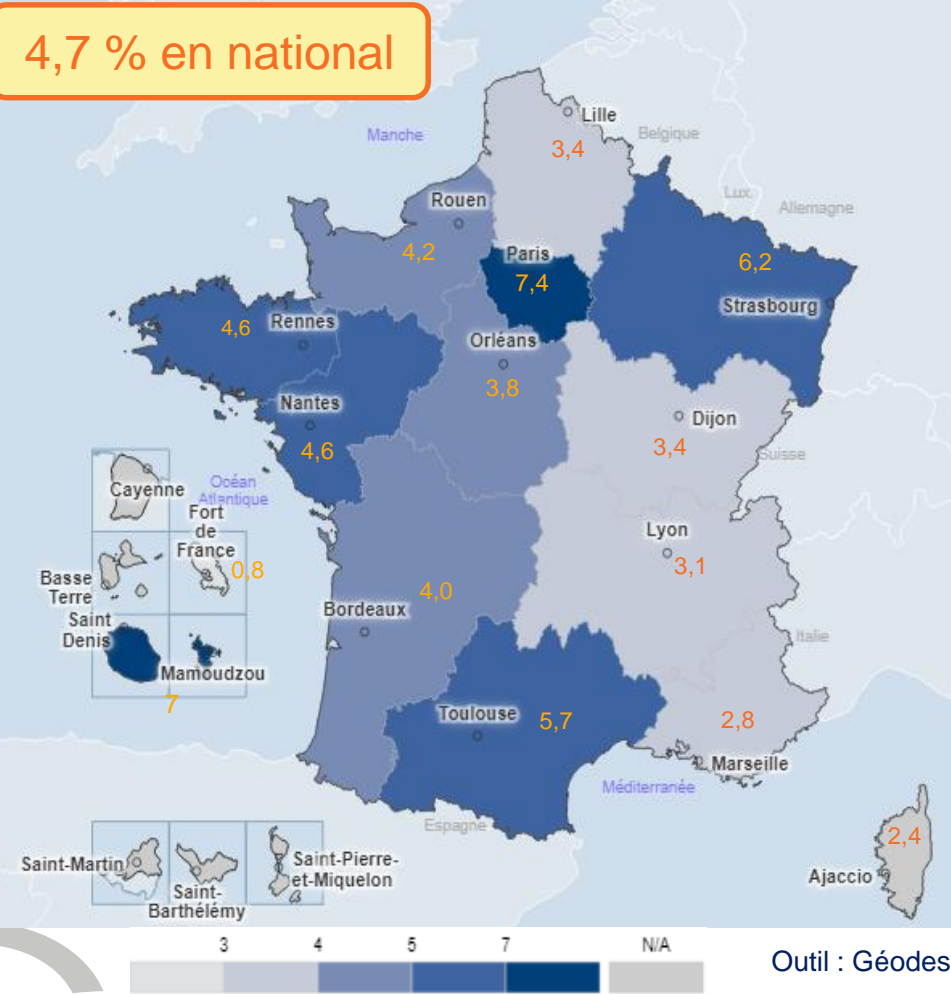 4,7 % en national
Manche
Lille
Belgique
3,4
Lux.
Allemagne
Rouen
4,2
Paris
7,4
6,2
Strasbourg
4,6
Rennes
Orléans
3,8
Nantes
4,6
Dijon
3,4
Suisse
Océan
Atlantique
Cayenne
Fort
de
France
0,8
Basse
Terre
Saint
Denis
Mamoudzou
7
Lyon
3,1
4,0
Bordeaux
Italie
Toulouse
5,7
2,8
Marseille
Méditerranée
Espagne
2,4
Ajaccio
Saint-Martin
Saint-
Barthélémy
Saint-Pierre-
et-Miquelon
3 4 5 7 N/A
Outil : Géodes